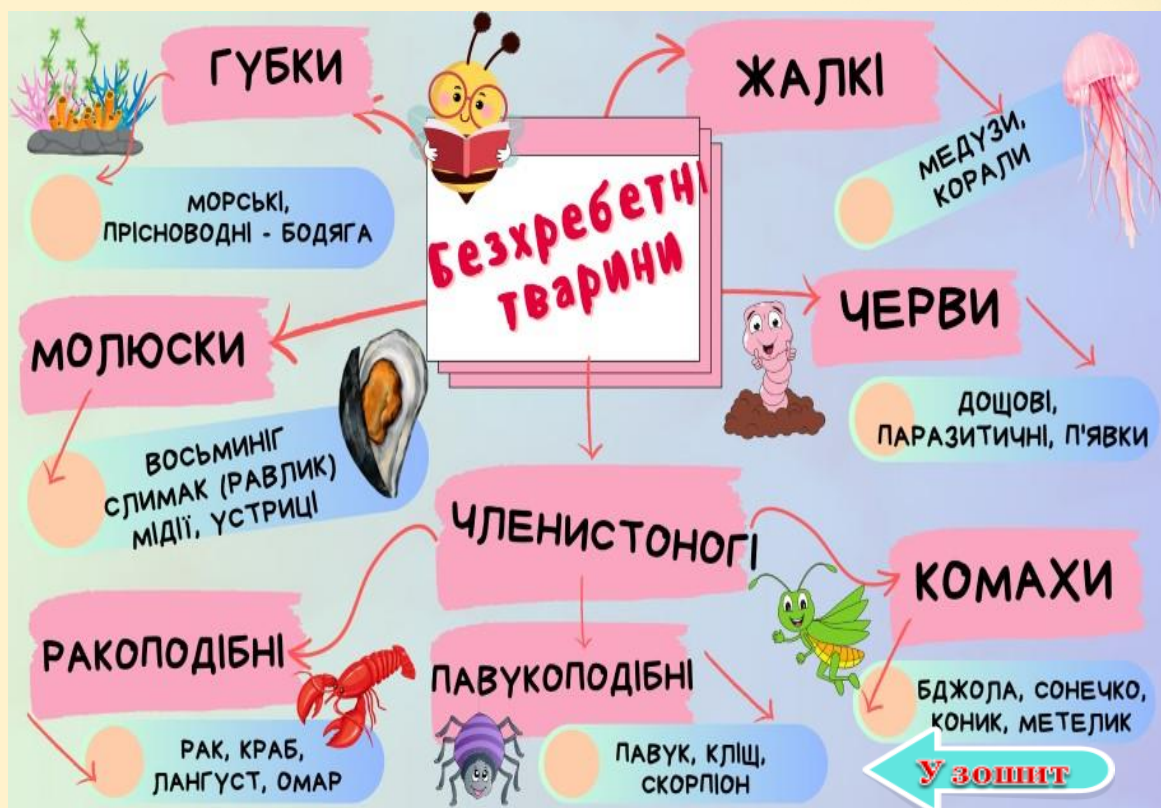 ГУБКИ
МОРСЬКІ,
ПРІСНОВОДНІ - БОДЯГА
ЖАЛКІ
МЕДУЗИ,
КОРАЛИ
Безхребетні
тварини
МОЛЮСКИ
ВОСЬМИНІГ
СЛИМАК (РАВЛИК)
МІДІЇ, УСТРИЦІ
ЧЕРВИ
ДОЩОВІ,
ПАРАЗИТИЧНІ, П'ЯВКИ
ЧЛЕНИСТОНОГІ
РАКОПОДІБНІ
РАК, КРАБ,
ЛАНГУСТ, ОМАР
ПАВУКОПОДІБНІ
ПАВУК, КЛІЩ,
СКОРПІОН
КОМАХИ
БДЖОЛА, СОНЕЧКО,
КОНИК, МЕТЕЛИК
У зошит